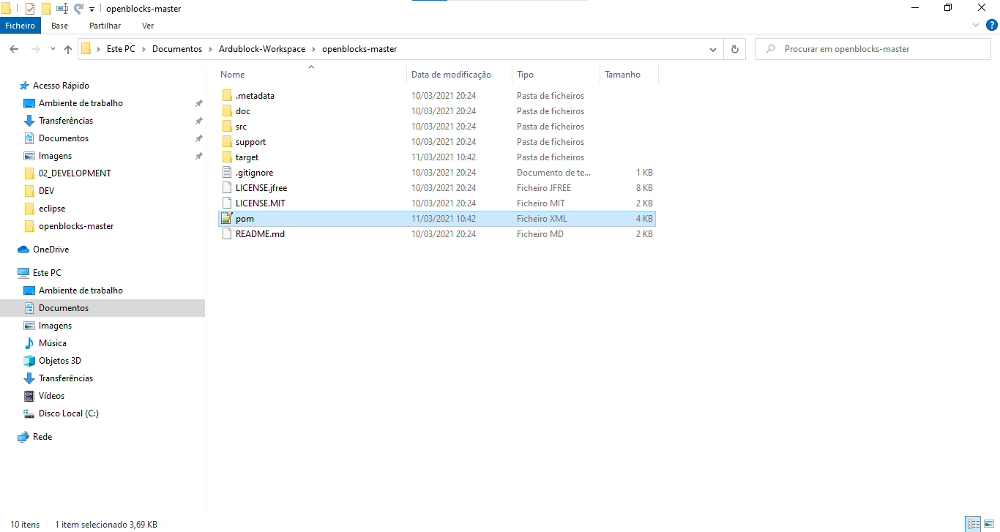 openblocks-master
Ficheiro Base Partilhar Ver
Este PC Documentos Ardublock-Workspace openblocks-master
Procurar em openblocks-master
Nome Data de modificação Tipo Tamanho
Acesso Rápido
Ambiente de trabalho
Transferências
Documentos
Imagens
02_DEVELOPMENT
DEV
eclipse
openblocks-master
OneDrive
Este PC
Ambiente de trabalho
Documentos
Imagens
Música
Objetos 3D
Transferências
Vídeos
Disco Local (C:)
Rede
.metadata 10/03/2021 20:24 Pasta de ficheiros
doc 10/03/2021 20:24 Pasta de ficheiros
src 10/03/2021 20:24 Pasta de ficheiros
support 10/03/2021 20:24 Pasta de ficheiros
target 11/03/2021 10:42 Pasta de ficheiros
.gitignore 10/03/2021 20:24 Documento de te... 1 KB
LICENSE.jfree 10/03/2021 20:24 Ficheiro JFREE 8 KB
LICENSE.MIT 10/03/2021 20:24 Ficheiro MIT 2 KB
pom 11/03/2021 10:42 Ficheiro XML 4 KB
README.md 10/03/2021 20:24 Ficheiro MD 2 KB
10 itens 1 item selecionado 3,69 KB